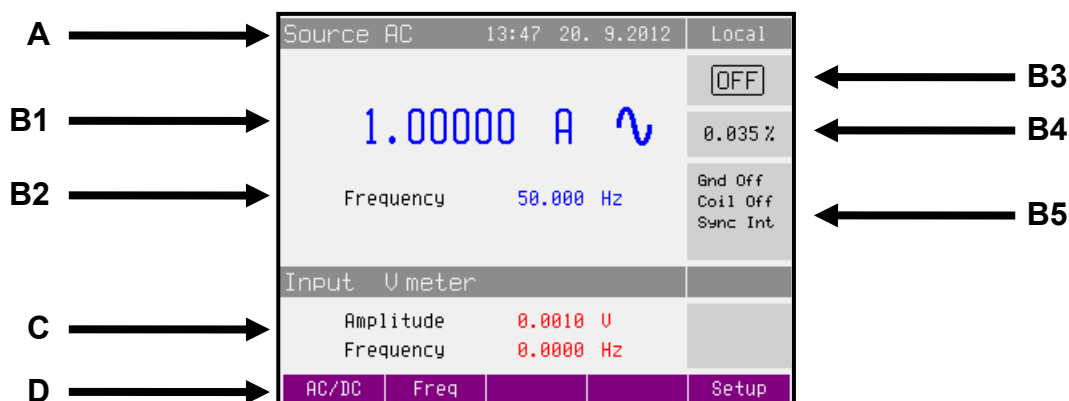 A Source AC 13:47 20. 9.2012 Local
OFF B3
B1 1.00000 A 0.035% B4
B2 Frequency 50.000 Hz Gnd Off
Coil Off B5
Sync Int
Input V meter
C Amplitude 0.0010 V
Frequency 0.0000 Hz
D AC/DC Freq Setup